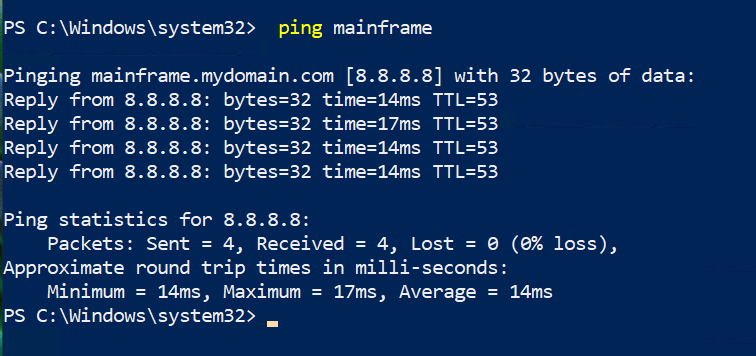 PS C:\Windows\system32>  ping mainframe
Pinging mainframe.mydomain.com [8.8.8.8] with 32 bytes of data:
Reply from 8.8.8.8: bytes=32 time=14ms TTL=53
Reply from 8.8.8.8: bytes=32 time=17ms TTL=53
Reply from 8.8.8.8: bytes=32 time=14ms TTL=53
Reply from 8.8.8.8: bytes=32 time=14ms TTL=53
Ping statistics for 8.8.8.8:
    Packets: Sent = 4, Received = 4, Lost = 0 (0% loss),
Approximate round trip times in milli-seconds:
    Minimum = 14ms, Maximum = 17ms, Average = 14ms
PS C:\Windows\system32>